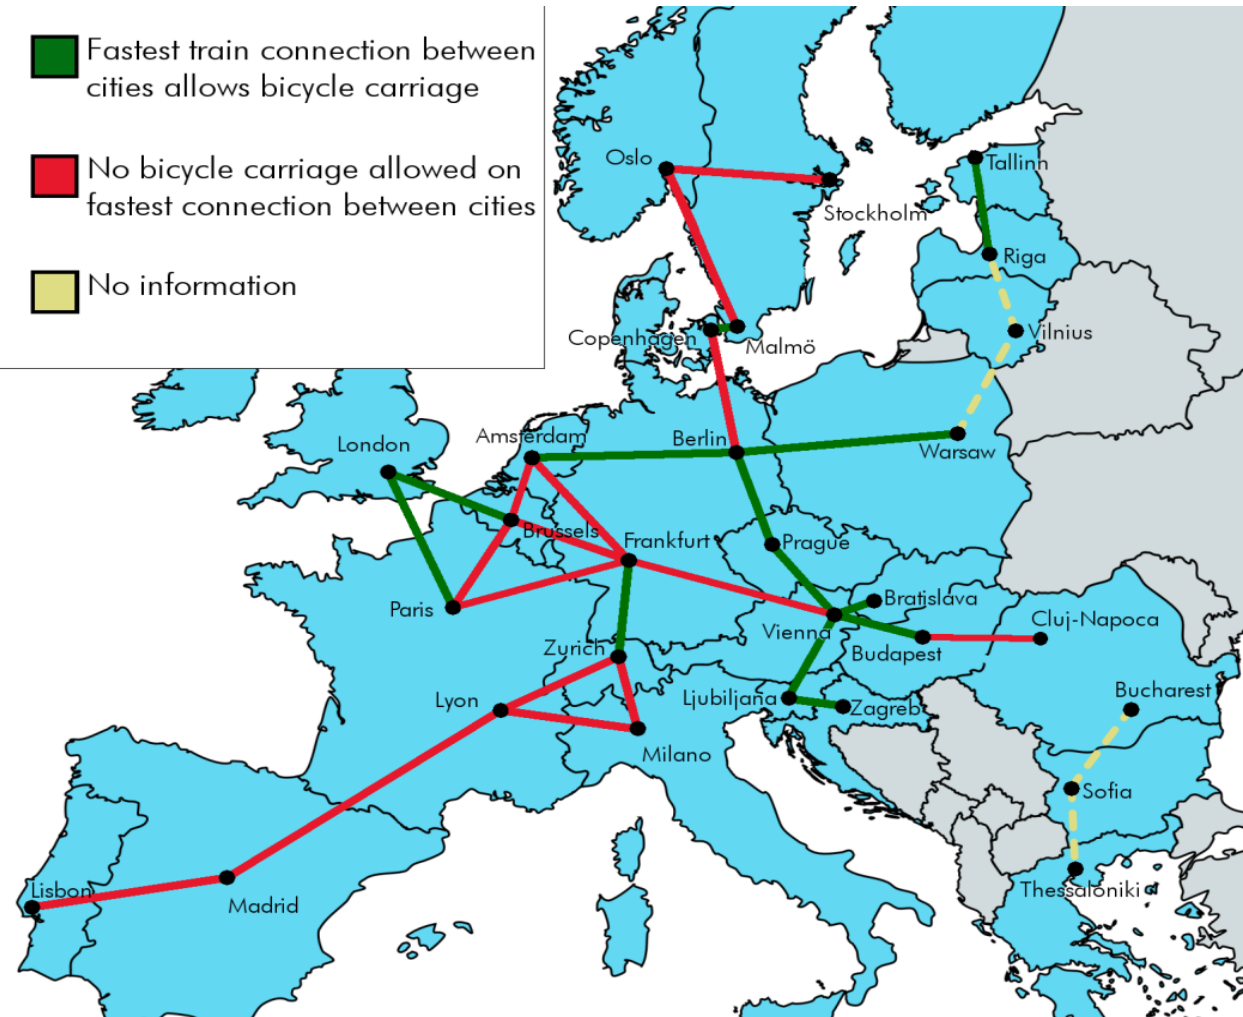 Fastest train connection between
cities allows bicycle carriage
No bicycle carriage allowed on
fastest connection between cities
No information
Oslo
Tallinn
Stockholm
Riga
Copenhagen
Malmö
Vilnius
Amsterdam
Berlin
London
Warsaw
Brussels
Frankfurt
Prague
Paris
Bratislava
Vienna
Cluj-Napoca
Zurich
Budapest
Lyon
Ljubiljana
Zagreb
Bucharest
Milano
Sofia
Lisbon
Madrid
Thessaloniki